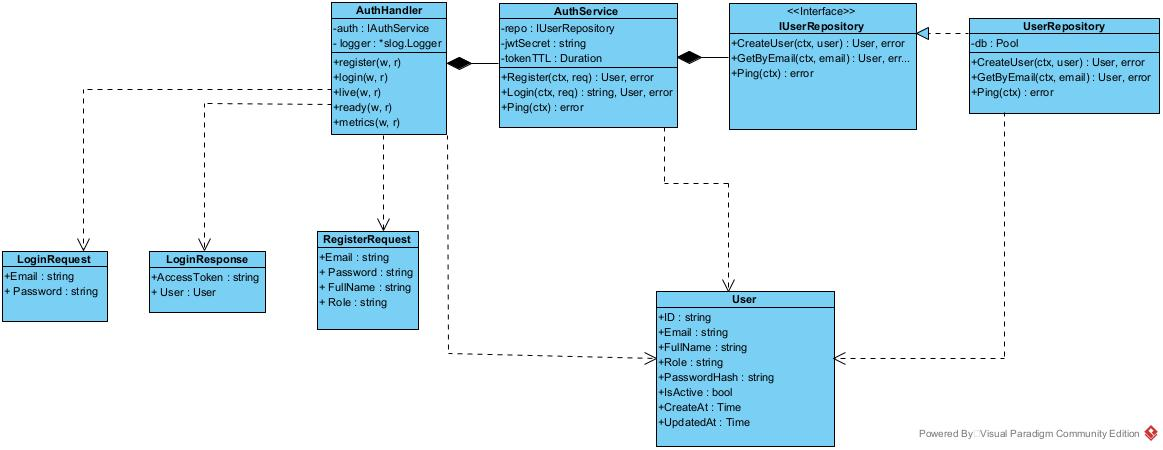 AuthHandler
-auth : IAuthService
- logger : *slog.Logger
+register(w, r)
+login(w, r)
+live(w, r)
+ready(w, r)
+metrics(w, r)
AuthService
-repo : IUserRepository
-jwtSecret : string
-tokenTTL : Duration
+Register(ctx, req) : User, error
+Login(ctx, req) : string, User, error
+Ping(ctx) : error
<<Interface>>
IUserRepository
+CreateUser(ctx, user) : User, error
+GetByEmail(ctx, email) : User, err...
+Ping(ctx) : error
UserRepository
-db : Pool
+CreateUser(ctx, user) : User, error
+GetByEmail(ctx, email) : User, error
+Ping(ctx) : error
LoginRequest
+Email : string
+ Password : string
LoginResponse
+AccessToken : string
+ User : User
RegisterRequest
+Email : string
+ Password : string
+ FullName : string
+ Role : string
User
+ID : string
+Email : string
+FullName : string
+Role : string
+PasswordHash : string
+IsActive : bool
+CreateAt : Time
+UpdatedAt : Time
Powered By Visual Paradigm Community Edition